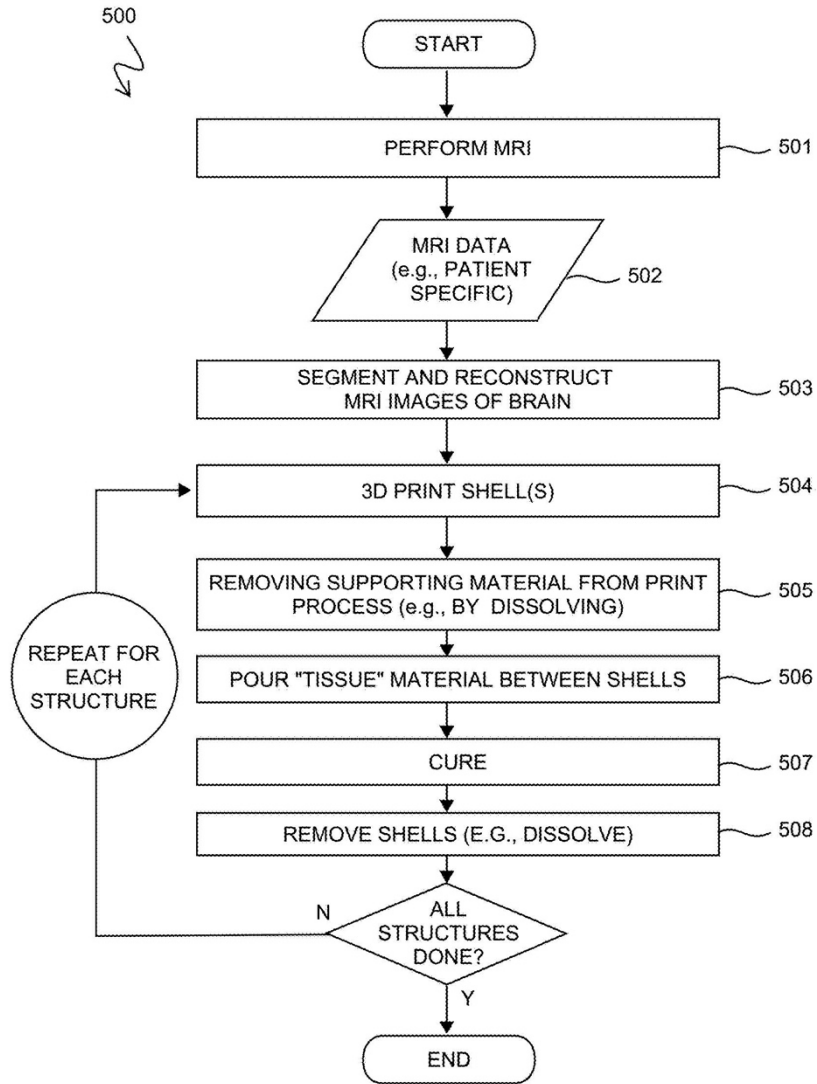 500
START
PERFORM MRI
501
MRI DATA
(e.g., PATIENT
SPECIFIC)
502
SEGMENT AND RECONSTRUCT
MRI IMAGES OF BRAIN
503
3D PRINT SHELL(S)
504
REMOVING SUPPORTING MATERIAL FROM PRINT
PROCESS (e.g., BY DISSOLVING)
505
REPEAT FOR
EACH
STRUCTURE
POUR "TISSUE" MATERIAL BETWEEN SHELLS
506
CURE
507
REMOVE SHELLS (E.G., DISSOLVE)
508
N
ALL
STRUCTURES
DONE?
Y
END